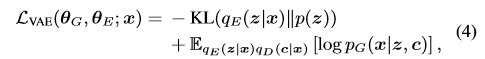 ℒ_VAE(θ_G, θ_E; x) = − KL(q_E(z|x)‖p(z))
+ 𝔼_{q_E(z|x)q_D(c|x)} [log p_G(x|z, c)] , (4)